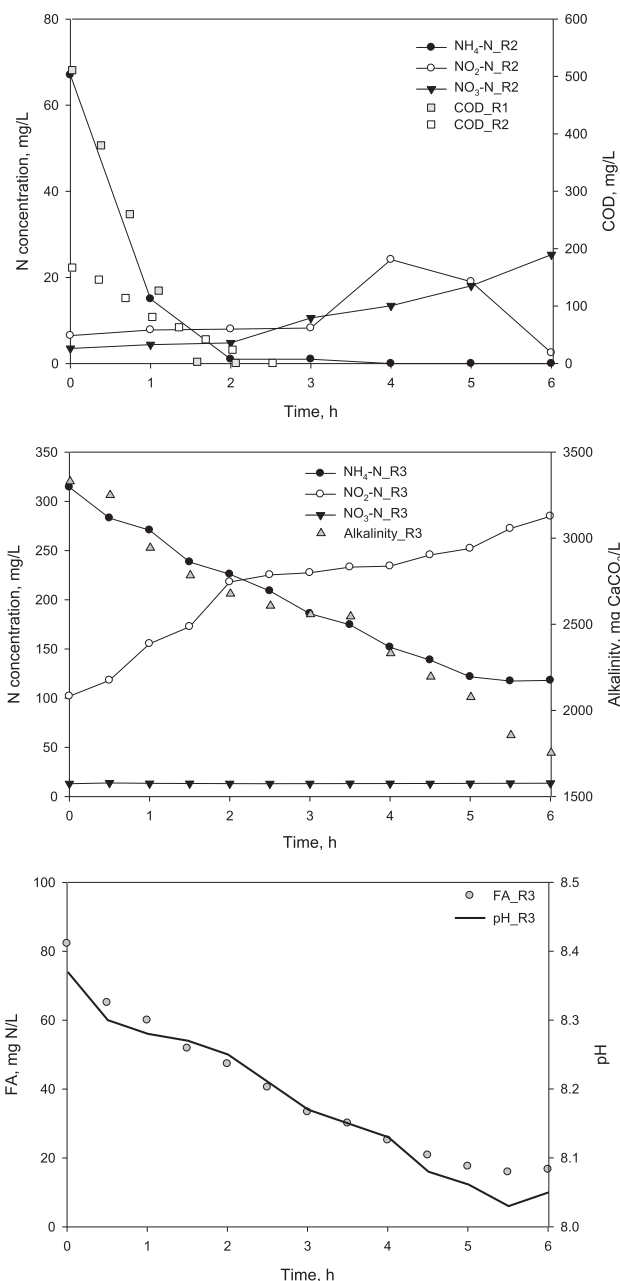 80
60
40
20
0
N concentration, mg/L
600
500
400
300
200
100
0
COD, mg/L
NH₄-N_R2
NO₂-N_R2
NO₃-N_R2
COD_R1
COD_R2
0 1 2 3 4 5 6
Time, h
350
300
250
200
150
100
50
0
N concentration, mg/L
3500
3000
2500
2000
1500
Alkalinity, mg CaCO₃/L
NH₄-N_R3
NO₂-N_R3
NO₃-N_R3
Alkalinity_R3
0 1 2 3 4 5 6
Time, h
100
80
60
40
20
0
FA, mg N/L
8.5
8.4
8.3
8.2
8.1
8.0
pH
FA_R3
pH_R3
0 1 2 3 4 5 6
Time, h